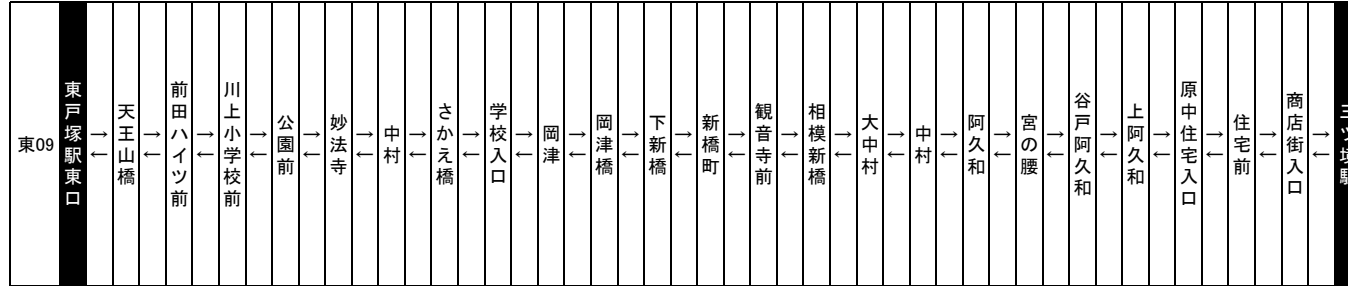 東09
東戸塚駅東口
→
←
天王山橋
→
←
前田ハイツ前
→
←
川上小学校前
→
←
公園前
→
←
妙法寺
→
←
中村
→
←
さかえ橋
→
←
学校入口
→
←
岡津
→
←
岡津橋
→
←
下新橋
→
←
新橋町
→
←
観音寺前
→
←
相模新橋
→
←
大中村
→
←
中村
→
←
阿久和
→
←
宮の腰
→
←
谷戸阿久和
→
←
上阿久和
→
←
原中住宅入口
→
←
住宅前
→
←
商店街入口
→
←
三ツ境駅